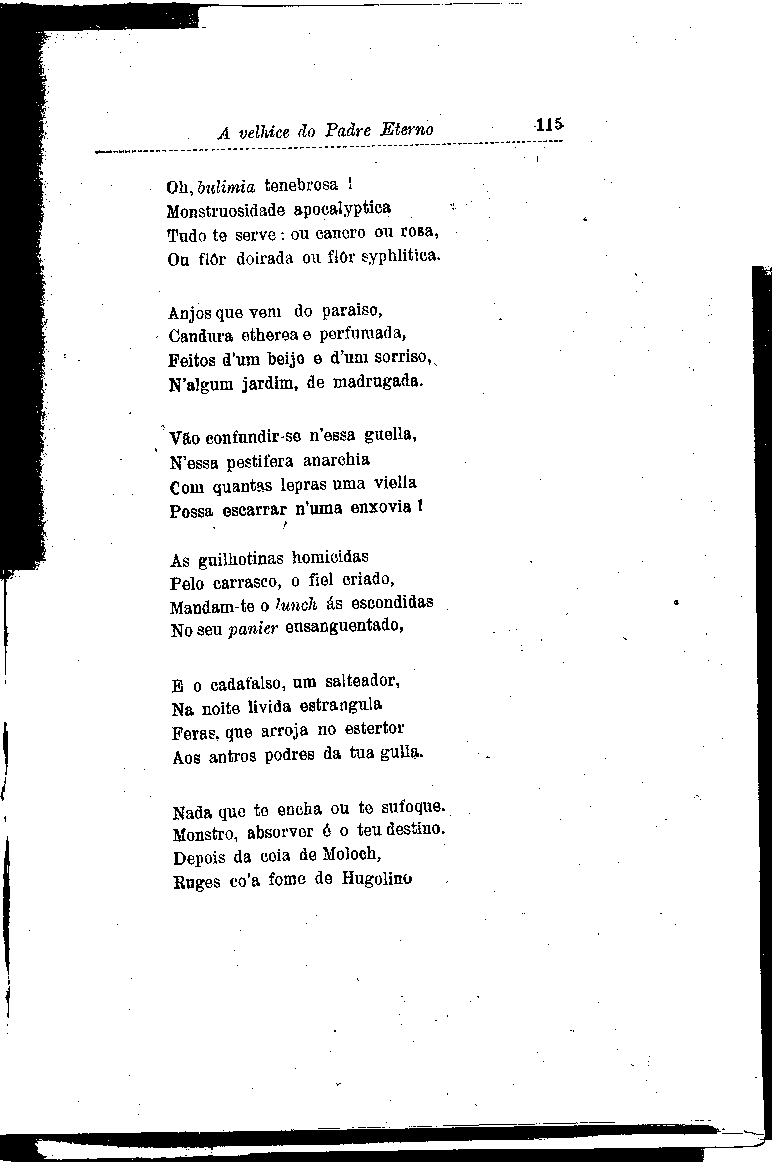 A velhice do Padre Eterno 115
Oh, bulimia tenebrosa !
Monstruosidade apocalyptica
Tudo te serve : ou cancro ou rosa,
Ou flôr doirada ou flôr syphlitica.
Anjos que vem do paraiso,
Candura etherea e perfumada,
Feitos d'um beijo e d'um sorriso,
N'algum jardim, de madrugada.
Vão confundir-se n'essa guella,
N'essa pestifera anarchia
Com quantas lepras uma viella
Possa escarrar n'uma enxovia !
As guilhotinas homicidas
Pelo carrasco, o fiel criado,
Mandam-te o lunch ás escondidas
No seu panier ensanguentado,
E o cadafalso, um salteador,
Na noite livida estrangula
Feras, que arroja no estertor
Aos antros podres da tua gulla.
Nada que te encha ou te sufoque.
Monstro, absorver é o teu destino.
Depois da ceia de Moloch,
Ruges co'a fome de Hugolino